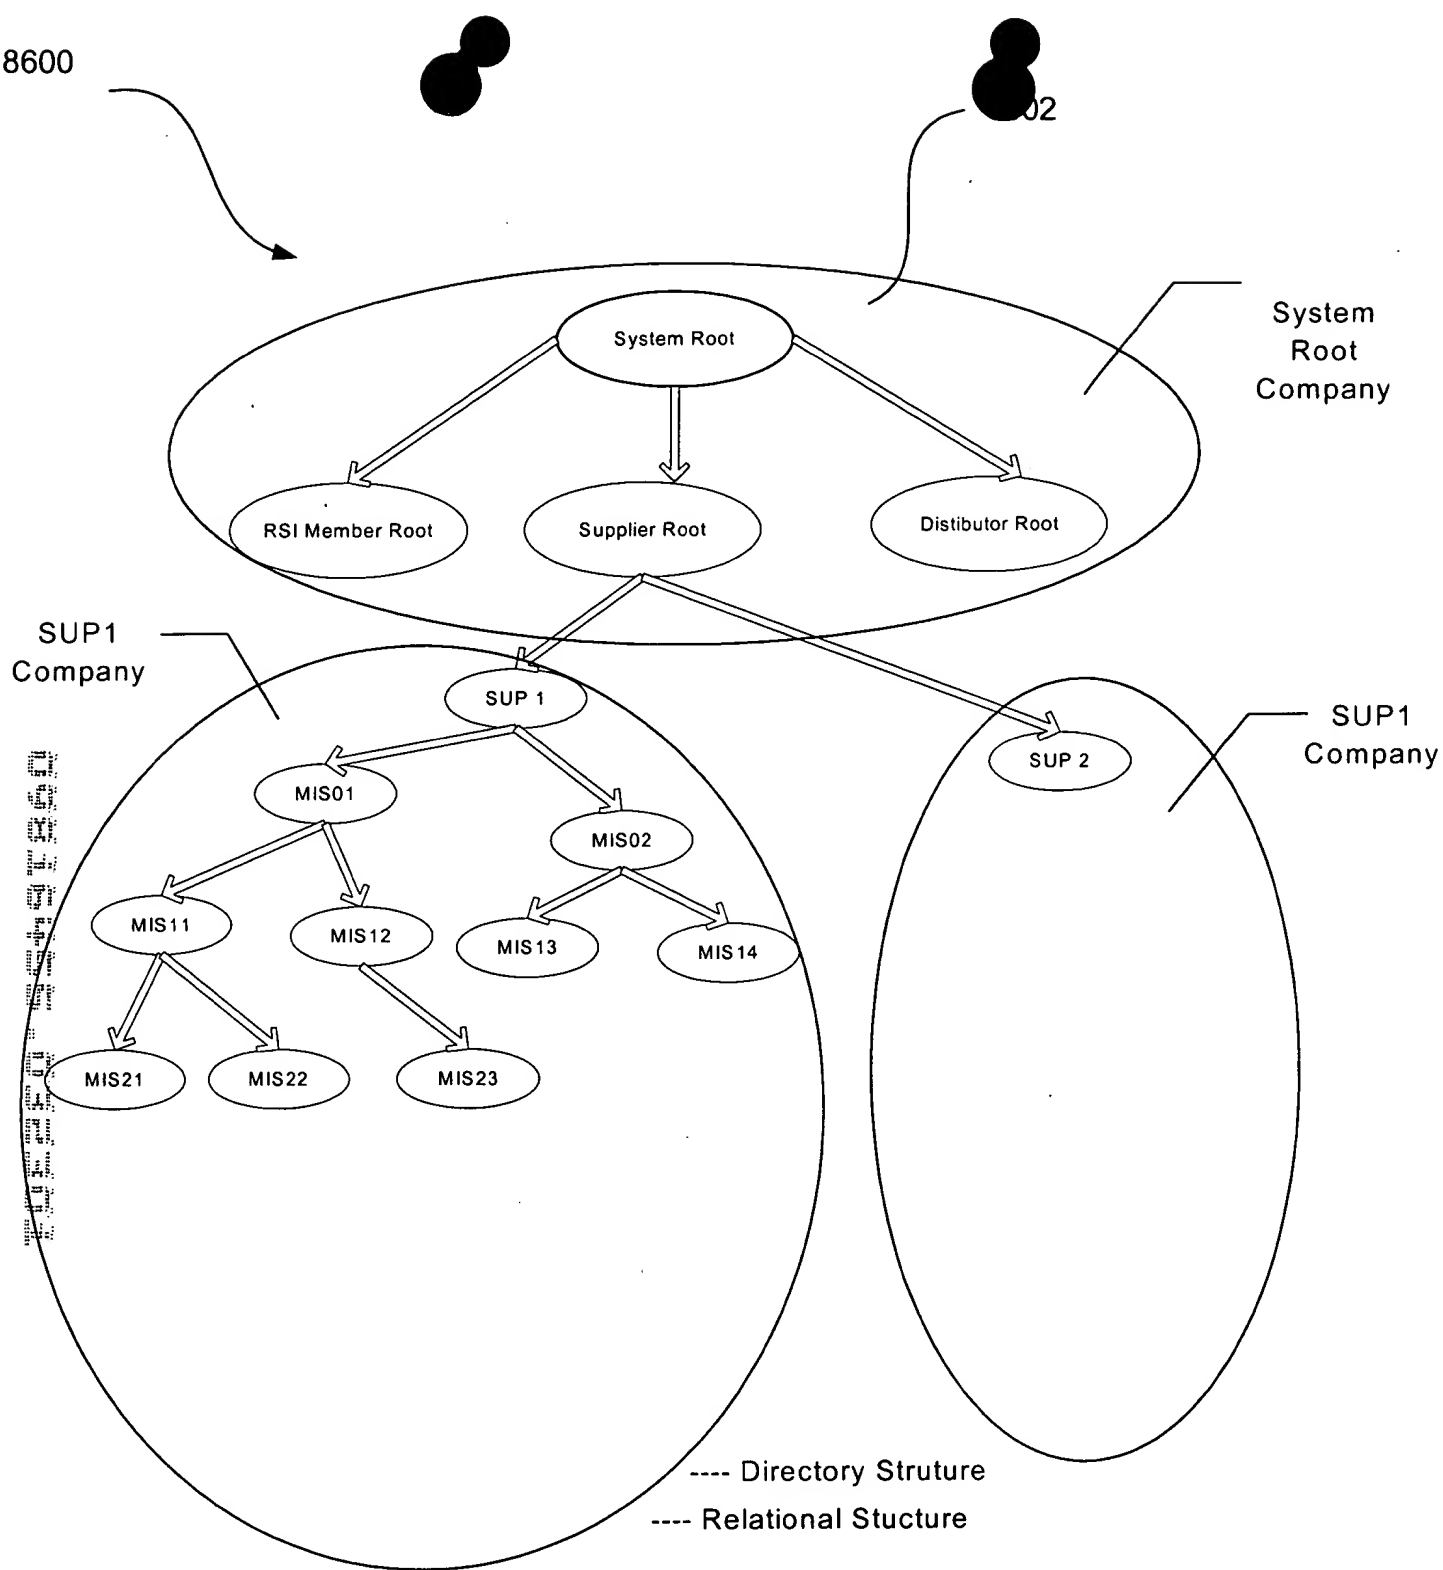 8600
02
System Root
System
Root
Company
RSI Member Root
Supplier Root
Distibutor Root
SUP1
Company
SUP 1
SUP1
Company
SUP 2
MIS01
MIS02
MIS11
MIS12
MIS13
MIS14
MIS21
MIS22
MIS23
---- Directory Struture
---- Relational Stucture